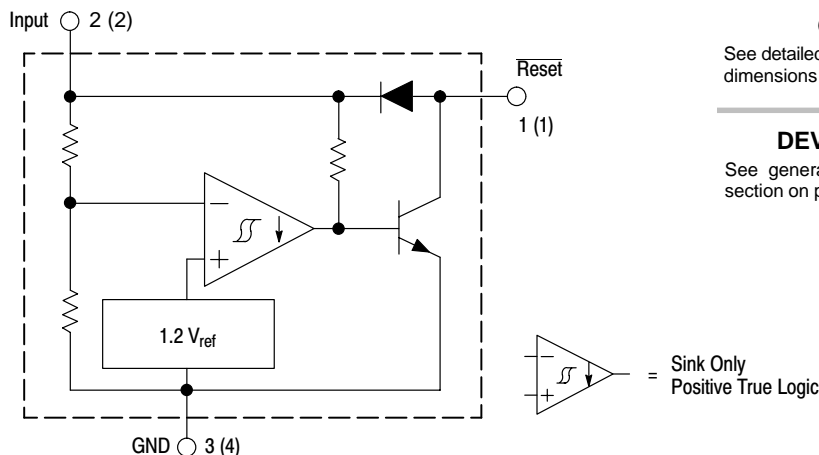 Input 2 (2)
Reset
1 (1)
−
+
1.2 Vref
GND 3 (4)
−
+
= Sink Only
Positive True Logic
See detailed
dimensions
DEV
See genera
section on p